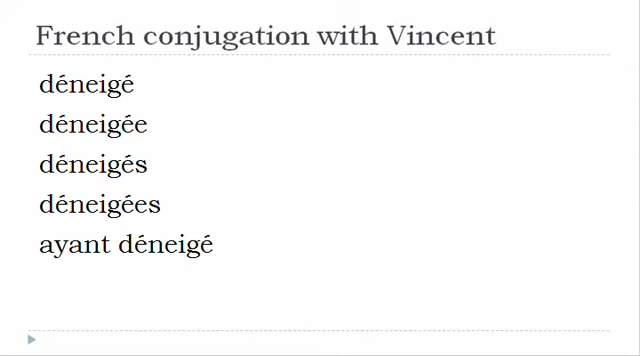 French conjugation with Vincent
déneigé
déneigée
déneigés
déneigées
ayant déneigé